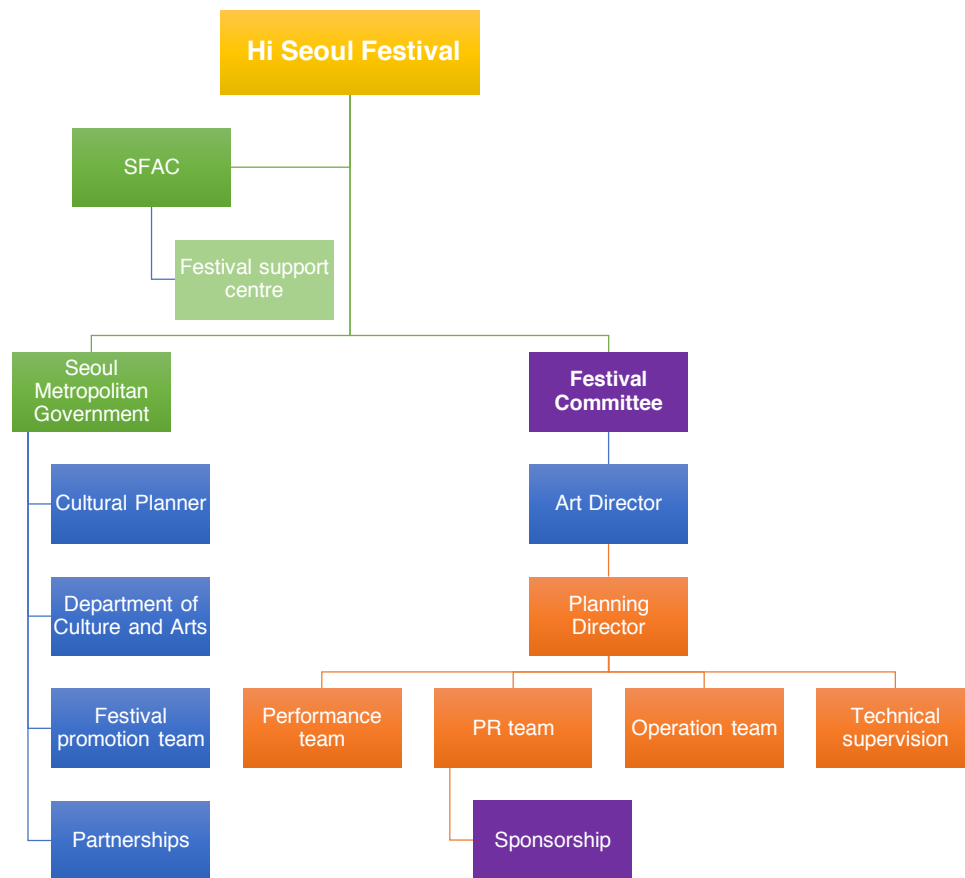 Hi Seoul Festival
SFAC
Festival support
centre
Seoul
Metropolitan
Government
Festival
Committee
Cultural Planner
Art Director
Department of
Culture and Arts
Planning
Director
Festival
promotion team
Performance
team
PR team
Operation team
Technical
supervision
Partnerships
Sponsorship